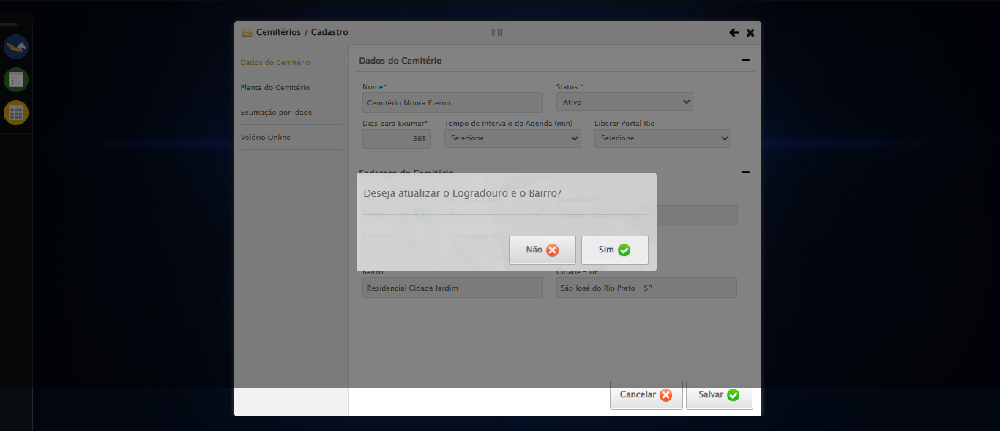 Cemitérios / Cadastro
Dados do Cemitério
Planta do Cemitério
Exumação por Idade
Velório Online
Dados do Cemitério
Nome*
Status *
Cemitério Moura Eterno
Ativo
Dias para Exumar*
Tempo de Intervalo da Agenda (min)
Liberar Portal Rio
365
Selecione
Selecione
Endereço do Cemitério
Deseja atualizar o Logradouro e o Bairro?
Logradouro*
Número*
Complemento
Não
Sim
Bairro
Cidade - UF
Residencial Cidade Jardim
São José do Rio Preto - SP
Cancelar
Salvar